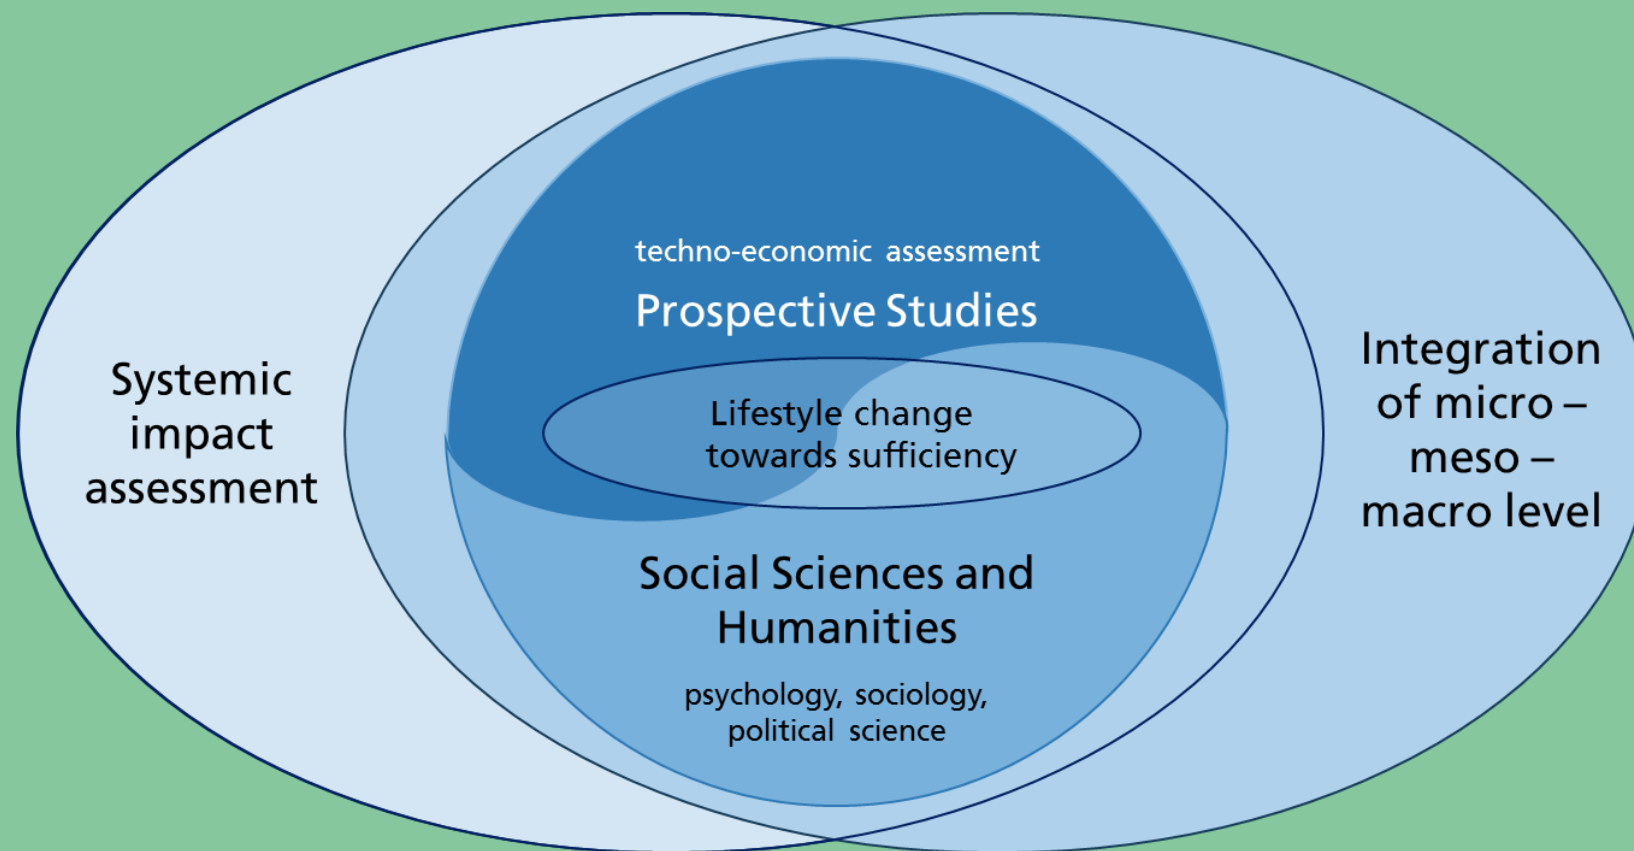 techno-economic assessment
Prospective Studies
Systemic
impact
assessment
Lifestyle change
towards sufficiency
Integration
of micro –
meso –
macro level
Social Sciences and
Humanities
psychology, sociology,
political science